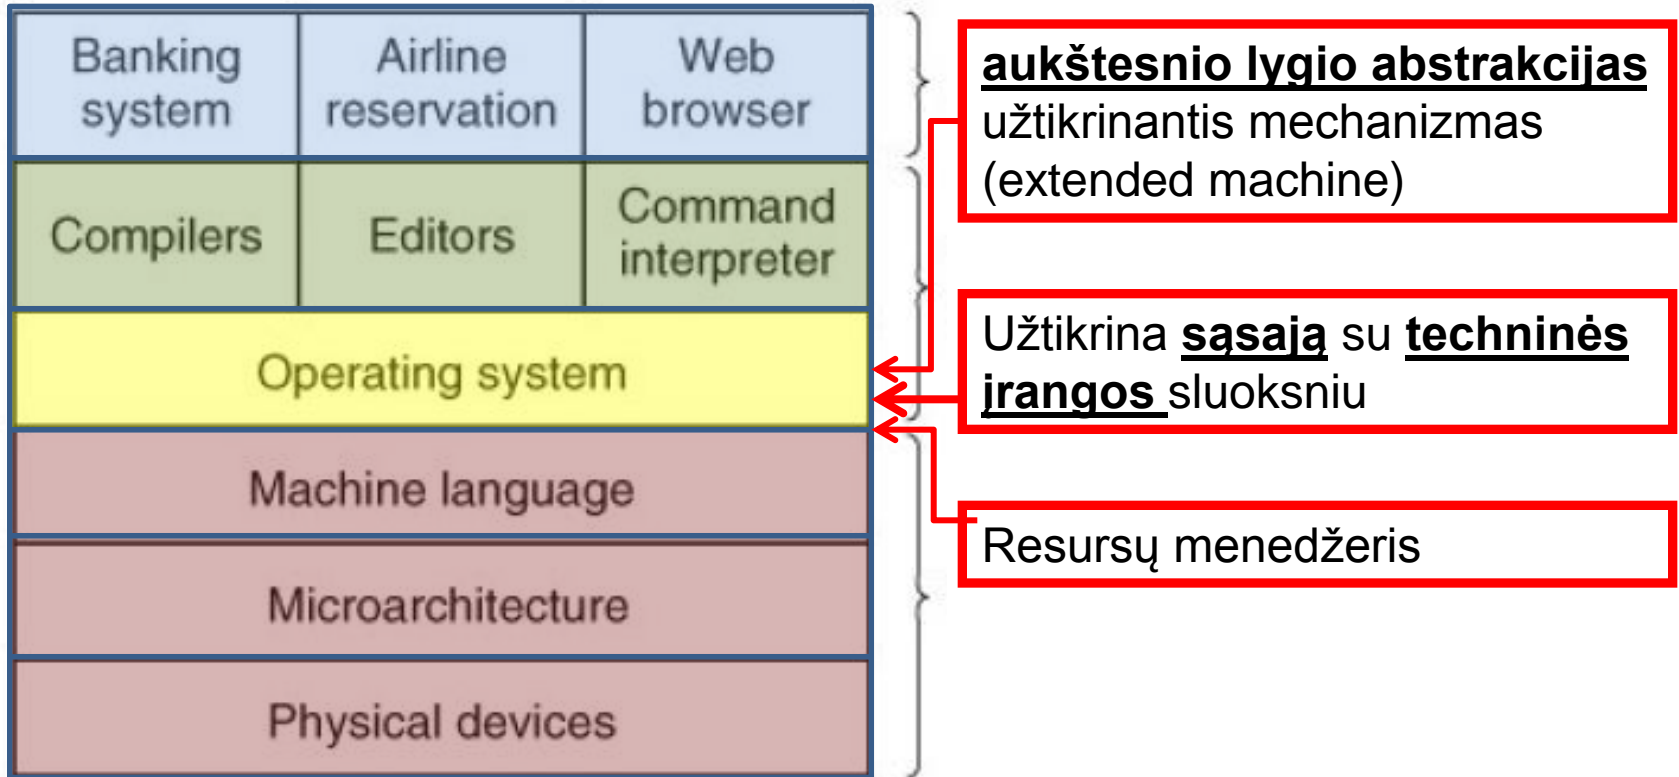 Banking
system
Airline
reservation
Web
browser
Compilers
Editors
Command
interpreter
Operating system
Machine language
Microarchitecture
Physical devices
aukštesnio lygio abstrakcijas
užtikrinantis mechanizmas
(extended machine)
Užtikrina sąsają su techninės
įrangos sluoksniu
Resursų menedžeris